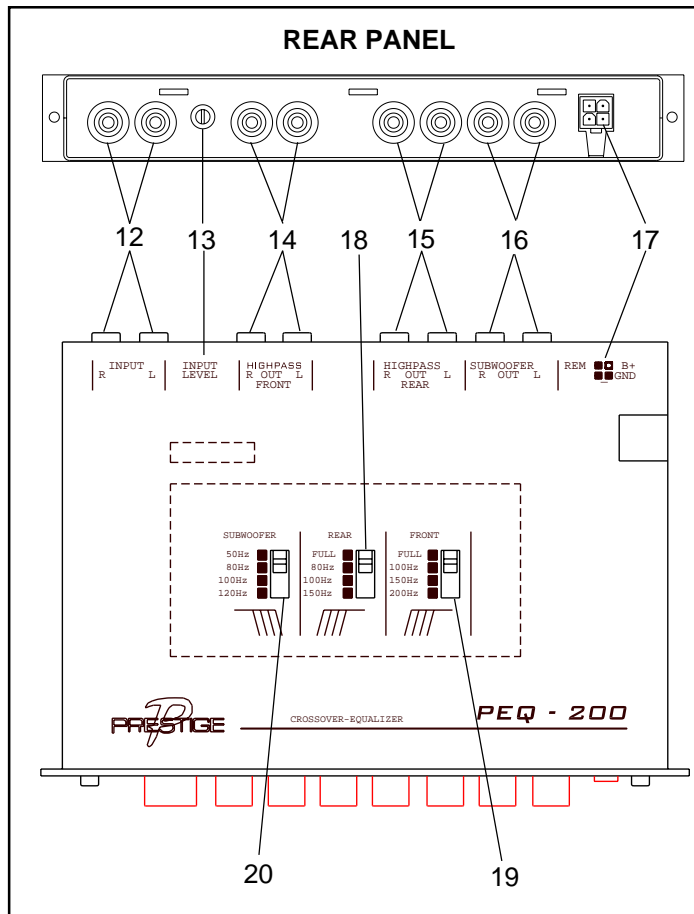 REAR PANEL
12 13 14 18 15 16 17
INPUT INPUT HIGHPASS HIGHPASS SUBWOOFER REM B+
R L LEVEL R OUT L R OUT L R OUT L GND
FRONT REAR
SUBWOOFER REAR FRONT
50Hz FULL FULL
80Hz 80Hz 100Hz
100Hz 100Hz 150Hz
120Hz 150Hz 200Hz
P
PRESTIGE CROSSOVER-EQUALIZER PEQ - 200
20 19